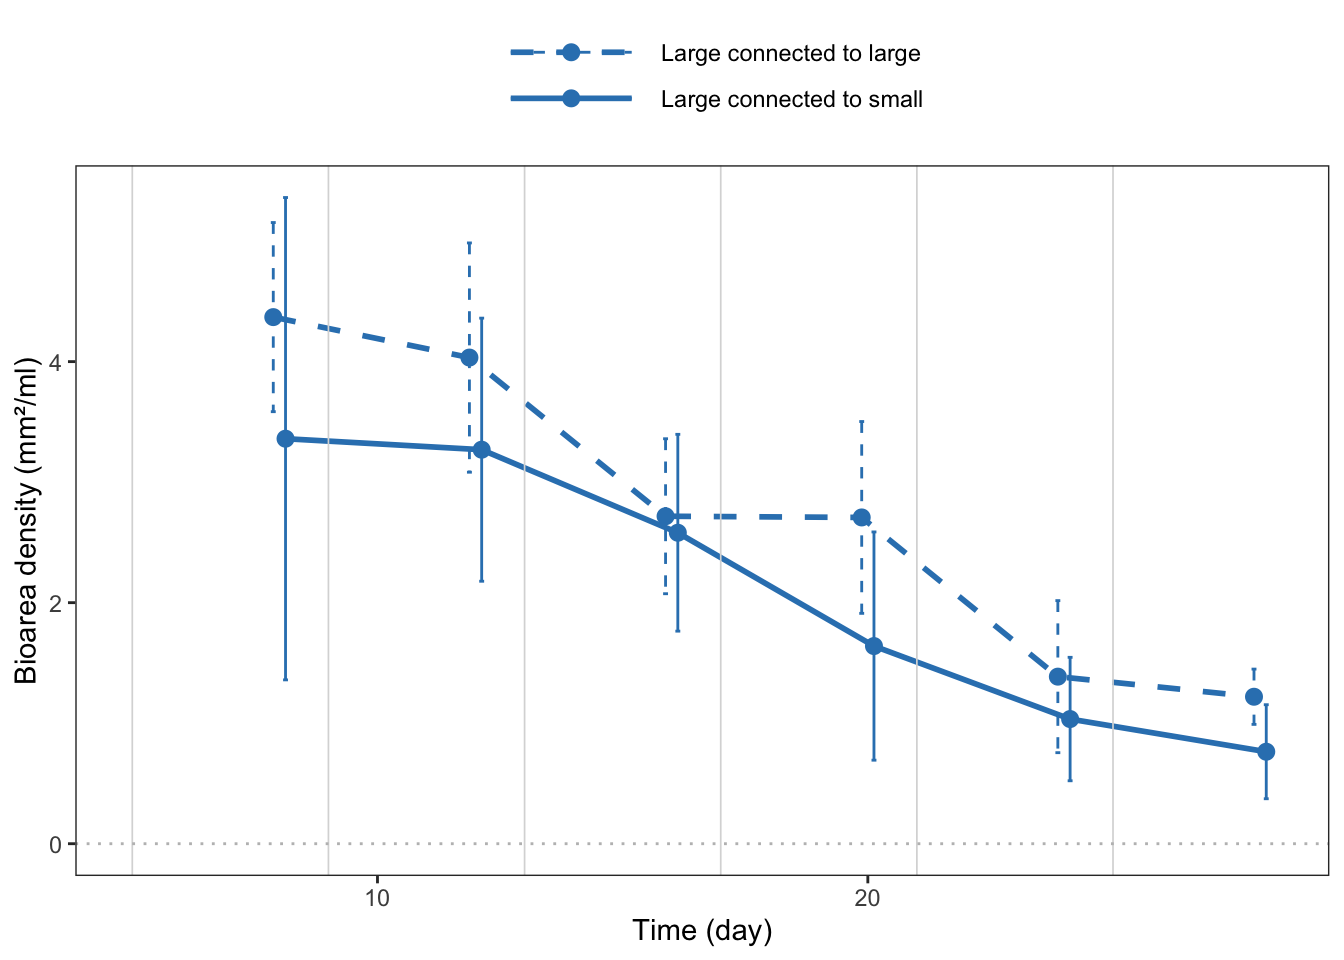 Large connected to large
Large connected to small
Bioarea density (mm²/ml)
4
2
0
10
20
Time (day)